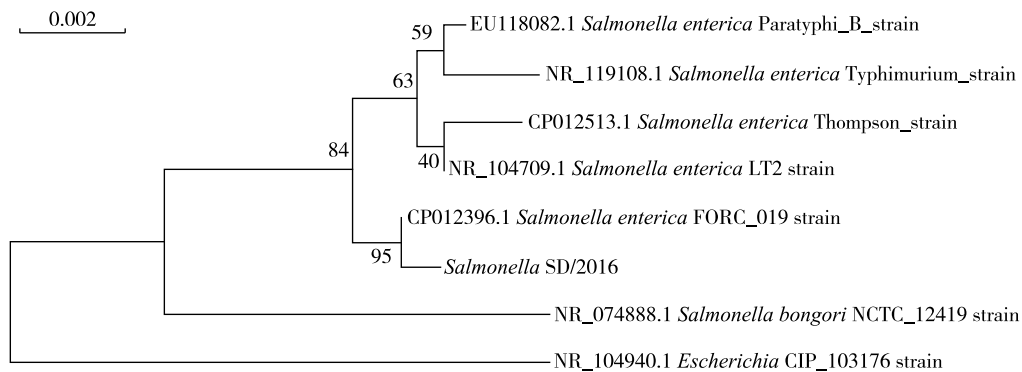 0.002
EU118082.1 Salmonella enterica Paratyphi_B_strain
59
NR_119108.1 Salmonella enterica Typhimurium_strain
63
CP012513.1 Salmonella enterica Thompson_strain
84
40
NR_104709.1 Salmonella enterica LT2 strain
CP012396.1 Salmonella enterica FORC_019 strain
95
Salmonella SD/2016
NR_074888.1 Salmonella bongori NCTC_12419 strain
NR_104940.1 Escherichia CIP_103176 strain